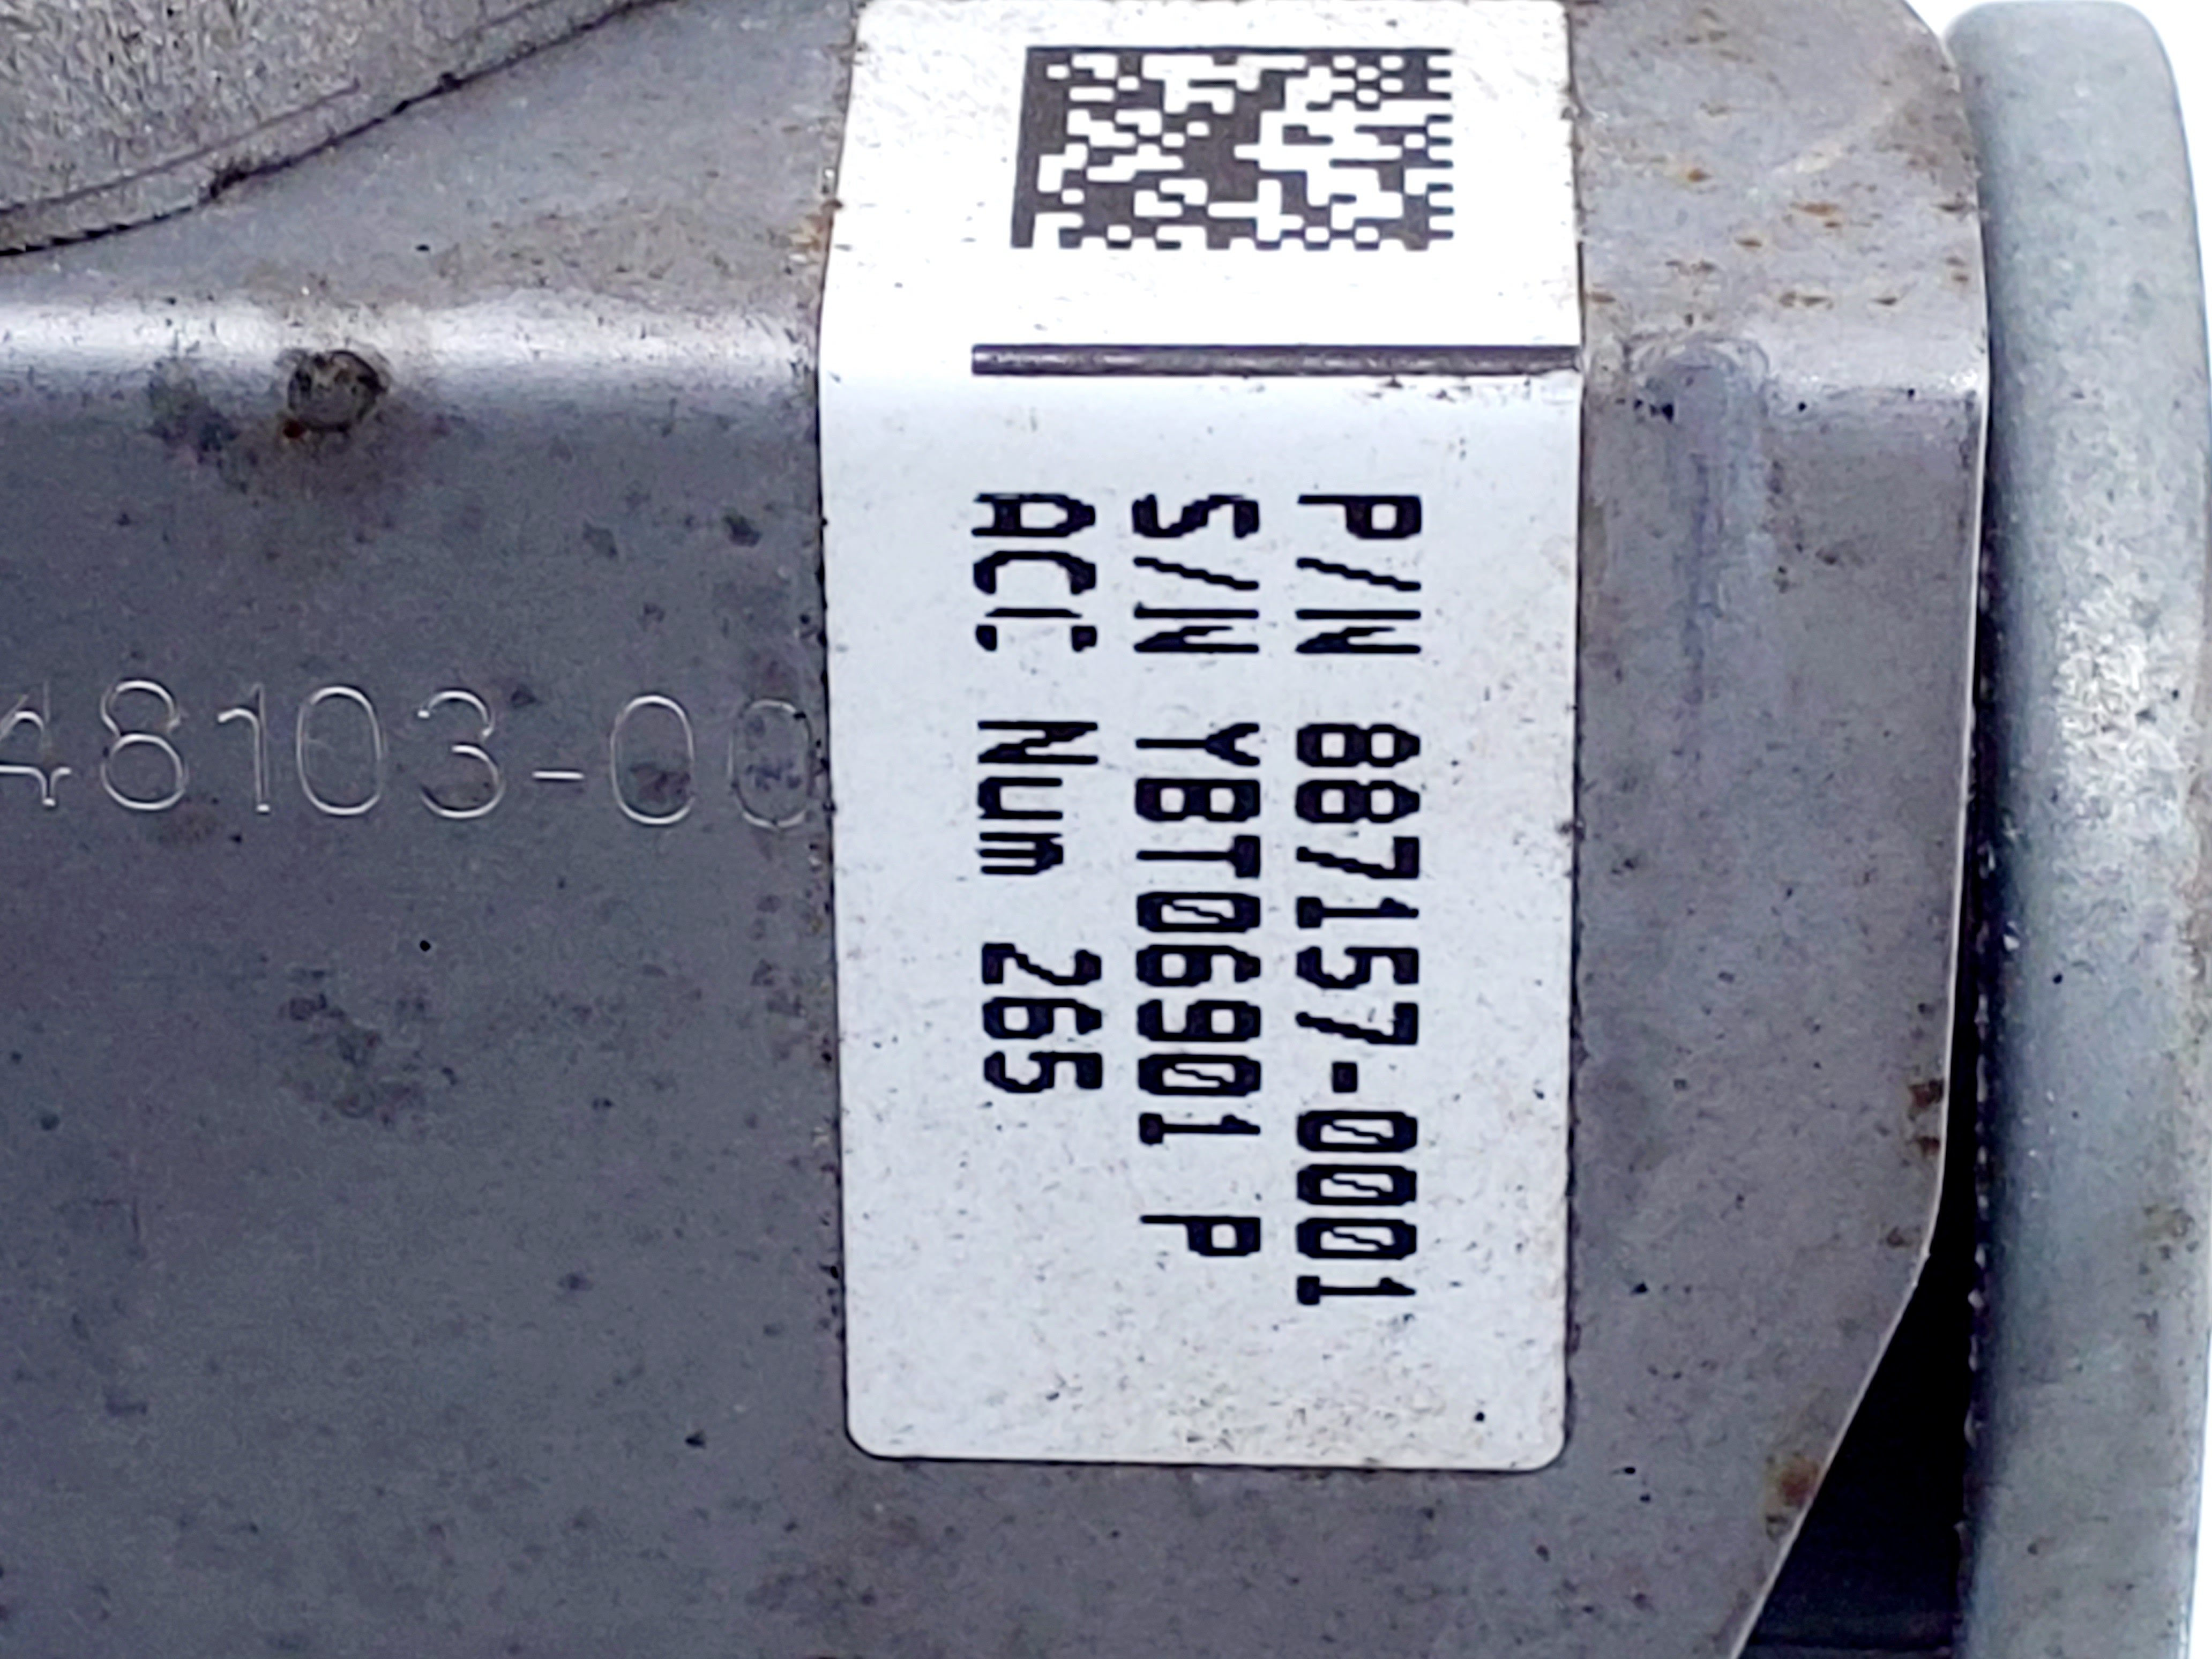 P/N 887157-0001
S/N YBT06901 P
ACC Num 265
48103-00